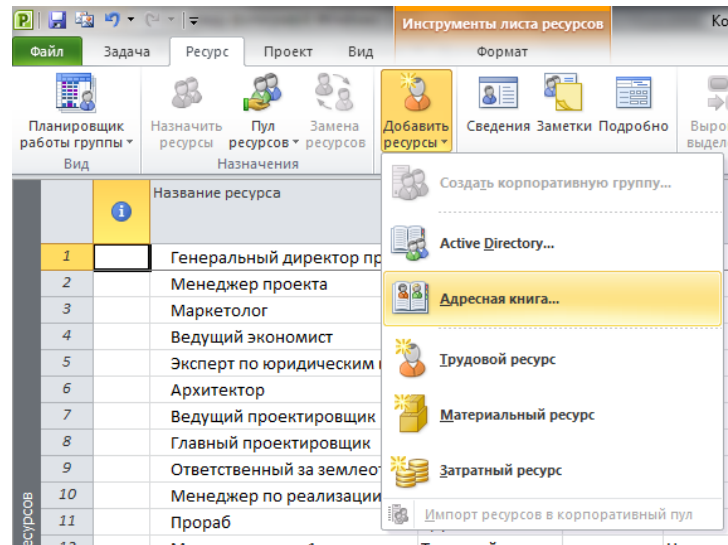 Инструменты листа ресурсов
Файл Задача Ресурс Проект Вид Формат
Планировщик работы группы
Назначить ресурсы
Пул ресурсов
Замена ресурсов
Добавить ресурсы
Сведения Заметки Подробно
Вид
Назначения
Создать корпоративную группу...
Active Directory...
Адресная книга...
Трудовой ресурс
Материальный ресурс
Затратный ресурс
Импорт ресурсов в корпоративный пул
Название ресурса
1 Генеральный директор
2 Менеджер проекта
3 Маркетолог
4 Ведущий экономист
5 Эксперт по юридическим
6 Архитектор
7 Ведущий проектировщик
8 Главный проектировщик
9 Ответственный за
10 Менеджер по реализации
11 Прораб